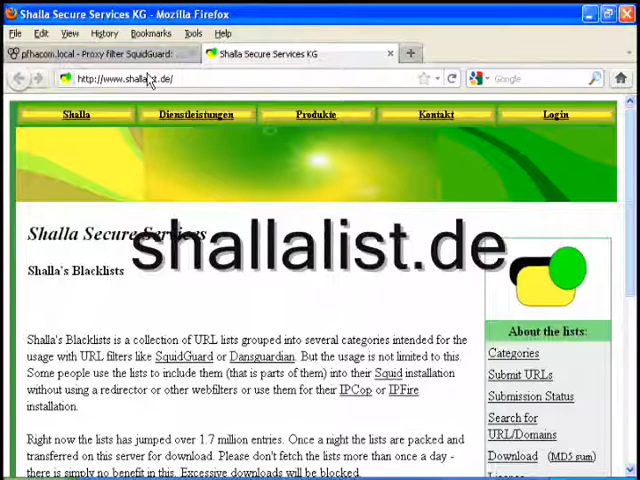 Shalla Secure Services KG - Mozilla Firefox
File Edit View History Bookmarks Tools Help
pfhacom.local - Proxy filter SquidGuard: ...
Shalla Secure Services KG
http://www.shallalist.de/
Google
Shalla Dienstleistungen Produkte Kontakt Login
Shalla Secure Services
shallalist.de
Shalla's Blacklists
Shalla's Blacklists is a collection of URL lists grouped into several categories intended for the
usage with URL filters like SquidGuard or Dansguardian. But the usage is not limited to this.
Some people use the lists to include them (that is parts of them) into their Squid installation
without using a redirector or other webfilters or use them for their IPCop or IPFire
installation.
Right now the lists has jumped over 1.7 million entries. Once a night the lists are packed and
transferred on this server for download. Please don't fetch the lists more than once a day -
there is simply no benefit in this. Excessive downloads will be blocked.
About the lists:
Categories
Submit URLs
Submission Status
Search for
URL/Domains
Download (MD5 sum)